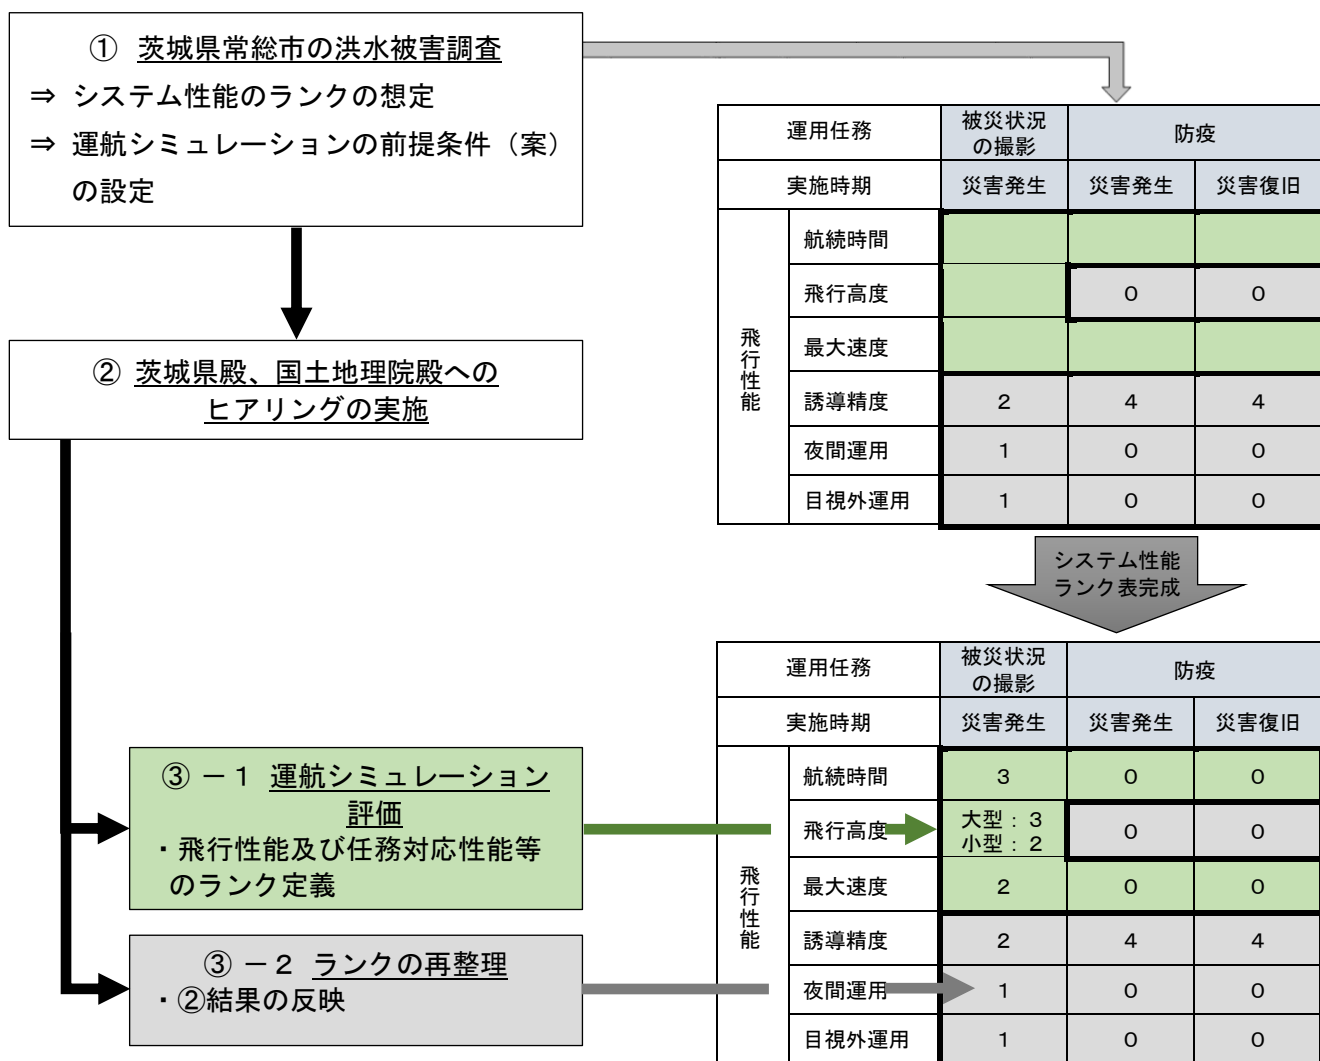 ① 茨城県常総市の洪水被害調査
⇒ システム性能のランクの想定
⇒ 運航シミュレーションの前提条件（案）
の設定
② 茨城県殿、国土地理院殿への
ヒアリングの実施
③ －１ 運航シミュレーション
評価
・飛行性能及び任務対応性能等
のランク定義
③ －２ ランクの再整理
・②結果の反映
運用任務 被災状況 防疫
の撮影
実施時期 災害発生 災害発生 災害復旧
飛行性能
航続時間
飛行高度 ０ ０
最大速度
誘導精度 ２ ４ ４
夜間運用 １ ０ ０
目視外運用 １ ０ ０
システム性能
ランク表完成
運用任務 被災状況 防疫
の撮影
実施時期 災害発生 災害発生 災害復旧
飛行性能
航続時間 ３ ０ ０
飛行高度 大型：３ ０ ０
小型：２
最大速度 ２ ０ ０
誘導精度 ２ ４ ４
夜間運用 １ ０ ０
目視外運用 １ ０ ０